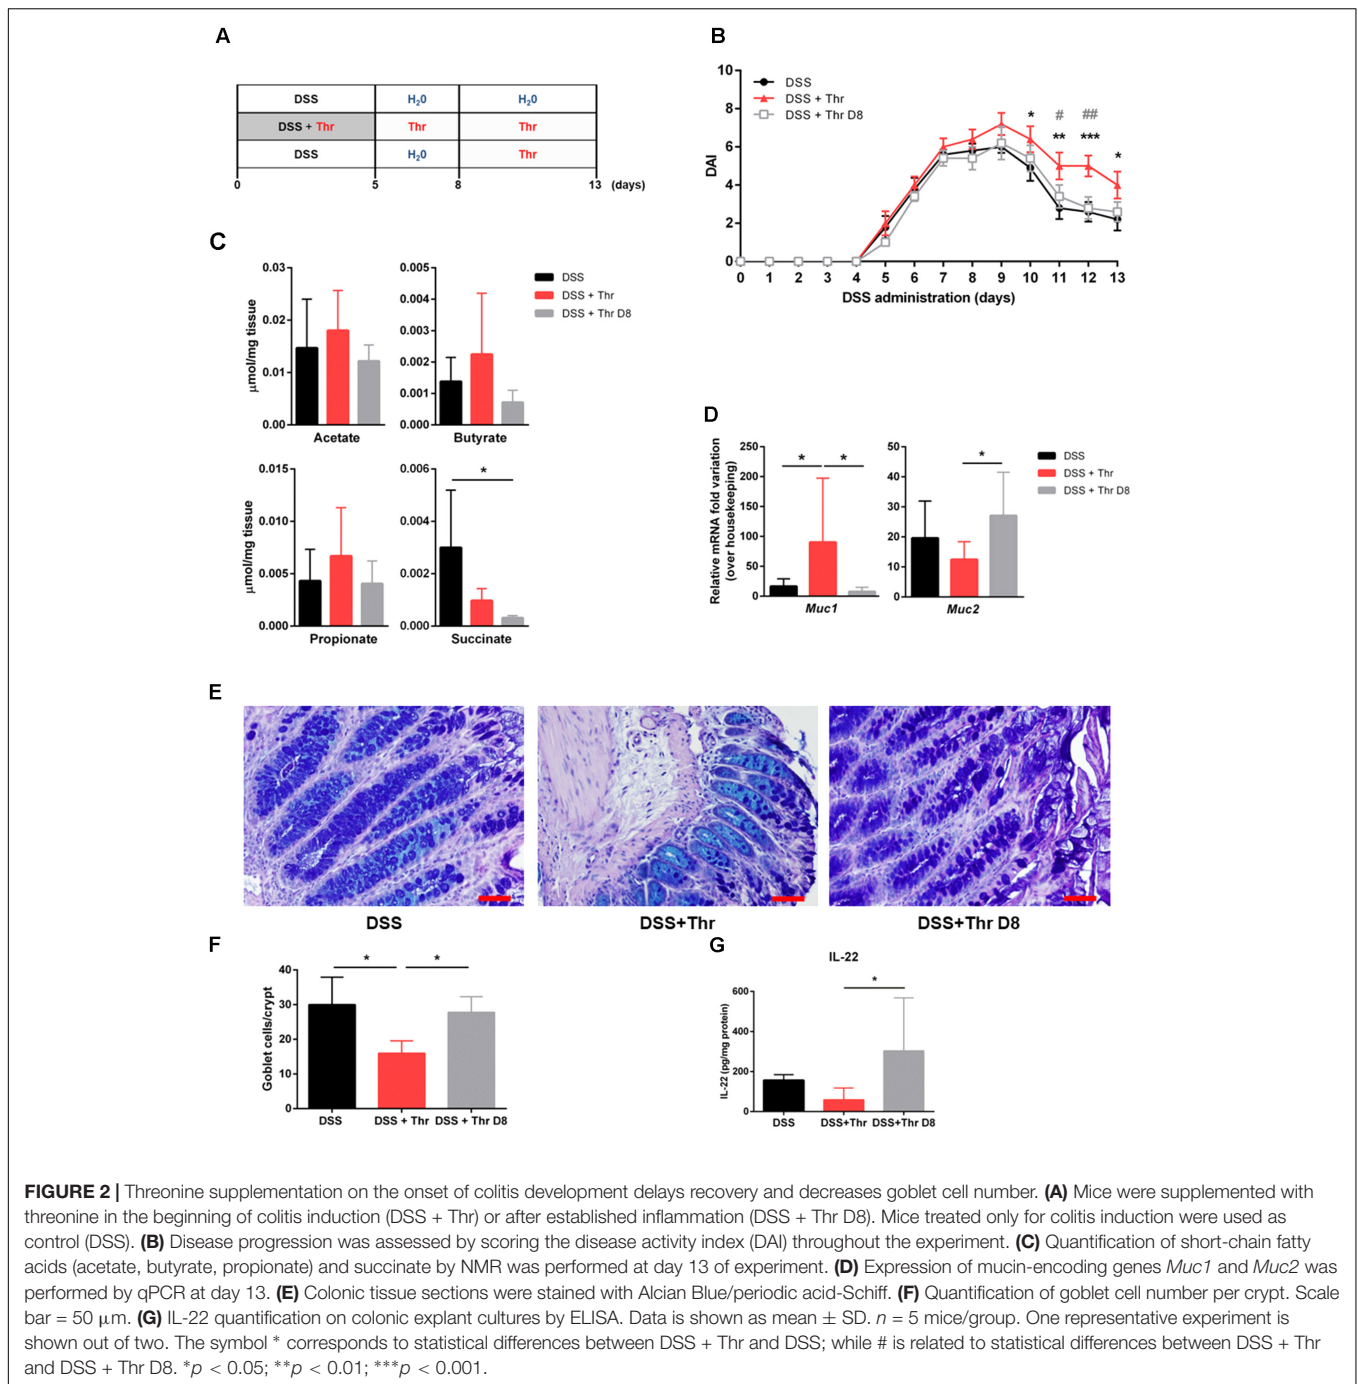 A
DSS
H20
H20
DSS + Thr
Thr
Thr
DSS
H20
Thr
0
5
8
13
(days)
B
DSS
DSS + Thr
DSS + Thr D8
10
8
6
4
2
0
DAI
*
#
**
##
***
*
0 1 2 3 4 5 6 7 8 9 10 11 12 13
DSS administration (days)
C
0.03
0.02
0.01
0.00
μmol/mg tissue
Acetate
0.005
0.004
0.003
0.002
0.001
0.000
Butyrate
DSS
DSS + Thr
DSS + Thr D8
0.015
0.010
0.005
0.000
μmol/mg tissue
Propionate
0.006
0.004
0.002
0.000
*
Succinate
D
Relative mRNA fold variation
(over housekeeping)
250
200
150
100
50
0
* *
Muc1
50
40
30
20
10
0
*
Muc2
DSS
DSS + Thr
DSS + Thr D8
E
DSS
DSS+Thr
DSS+Thr D8
F
Goblet cells/crypt
40
30
20
10
0
* *
DSS DSS + Thr DSS + Thr D8
G
IL-22
IL-22 (pg/mg protein)
600
400
200
0
*
DSS DSS+Thr DSS+Thr D8
FIGURE 2 | Threonine supplementation on the onset of colitis development delays recovery and decreases goblet cell number. (A) Mice were supplemented with
threonine in the beginning of colitis induction (DSS + Thr) or after established inflammation (DSS + Thr D8). Mice treated only for colitis induction were used as
control (DSS). (B) Disease progression was assessed by scoring the disease activity index (DAI) throughout the experiment. (C) Quantification of short-chain fatty
acids (acetate, butyrate, propionate) and succinate by NMR was performed at day 13 of experiment. (D) Expression of mucin-encoding genes Muc1 and Muc2 was
performed by qPCR at day 13. (E) Colonic tissue sections were stained with Alcian Blue/periodic acid-Schiff. (F) Quantification of goblet cell number per crypt. Scale
bar = 50 μm. (G) IL-22 quantification on colonic explant cultures by ELISA. Data is shown as mean ± SD. n = 5 mice/group. One representative experiment is
shown out of two. The symbol * corresponds to statistical differences between DSS + Thr and DSS; while # is related to statistical differences between DSS + Thr
and DSS + Thr D8. *p < 0.05; **p < 0.01; ***p < 0.001.